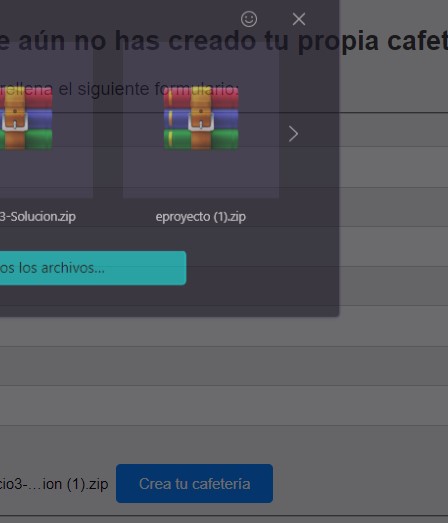 e aún no has creado tu propia cafet
rellena el siguiente formulario:
3-Solucion.zip
eproyecto (1).zip
os los archivos...
cio3-...ion (1).zip
Crea tu cafetería